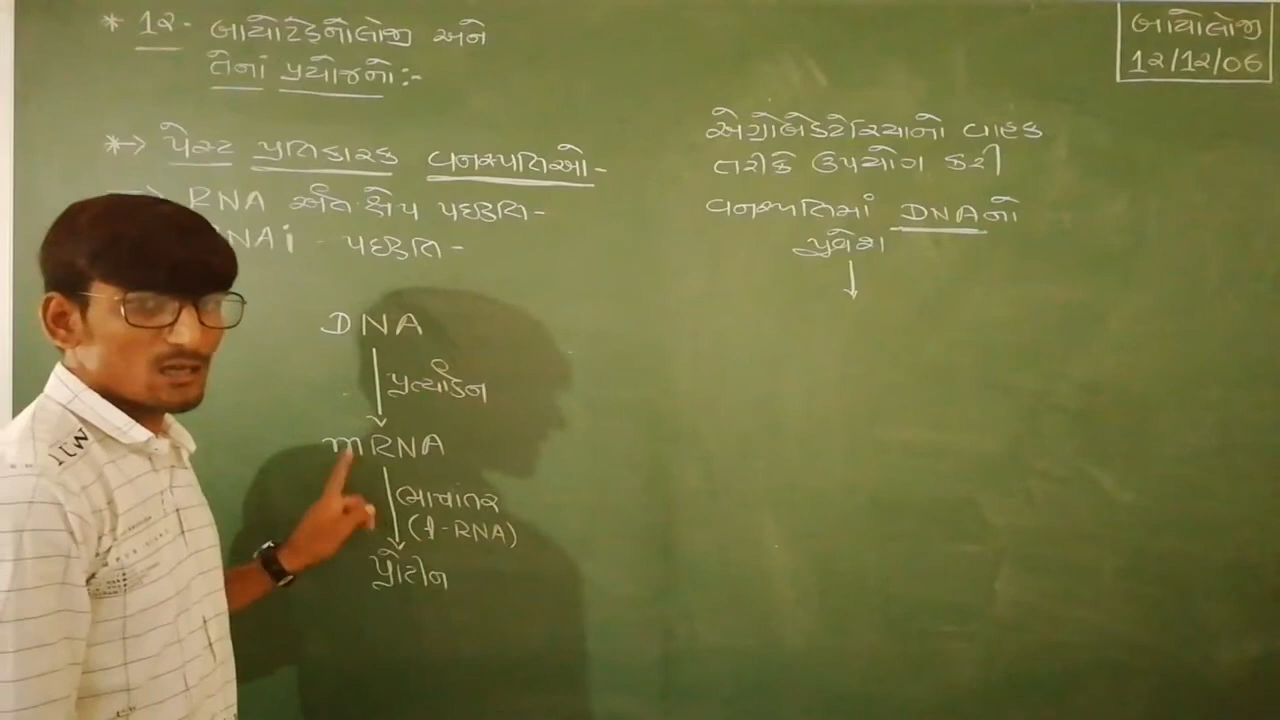 * 12 - બાયોટેક્નોલોજી અને
તેનાં પ્રયોજનો :-
બાયોલોજી
12/12/06
*→ પેસ્ટ પ્રતિકારક વનસ્પતિઓ -
→ RNA અંતઃક્ષેપ પદ્ધતિ -
RNAi - પદ્ધતિ -
DNA
પ્રત્યાંકન
mRNA
ભાષાંતર
(t-RNA)
પ્રોટીન
એગ્રોબેક્ટેરિયાનો વાહક
તરીકે ઉપયોગ કરી
વનસ્પતિમાં DNAનો
પ્રવેશ
↓